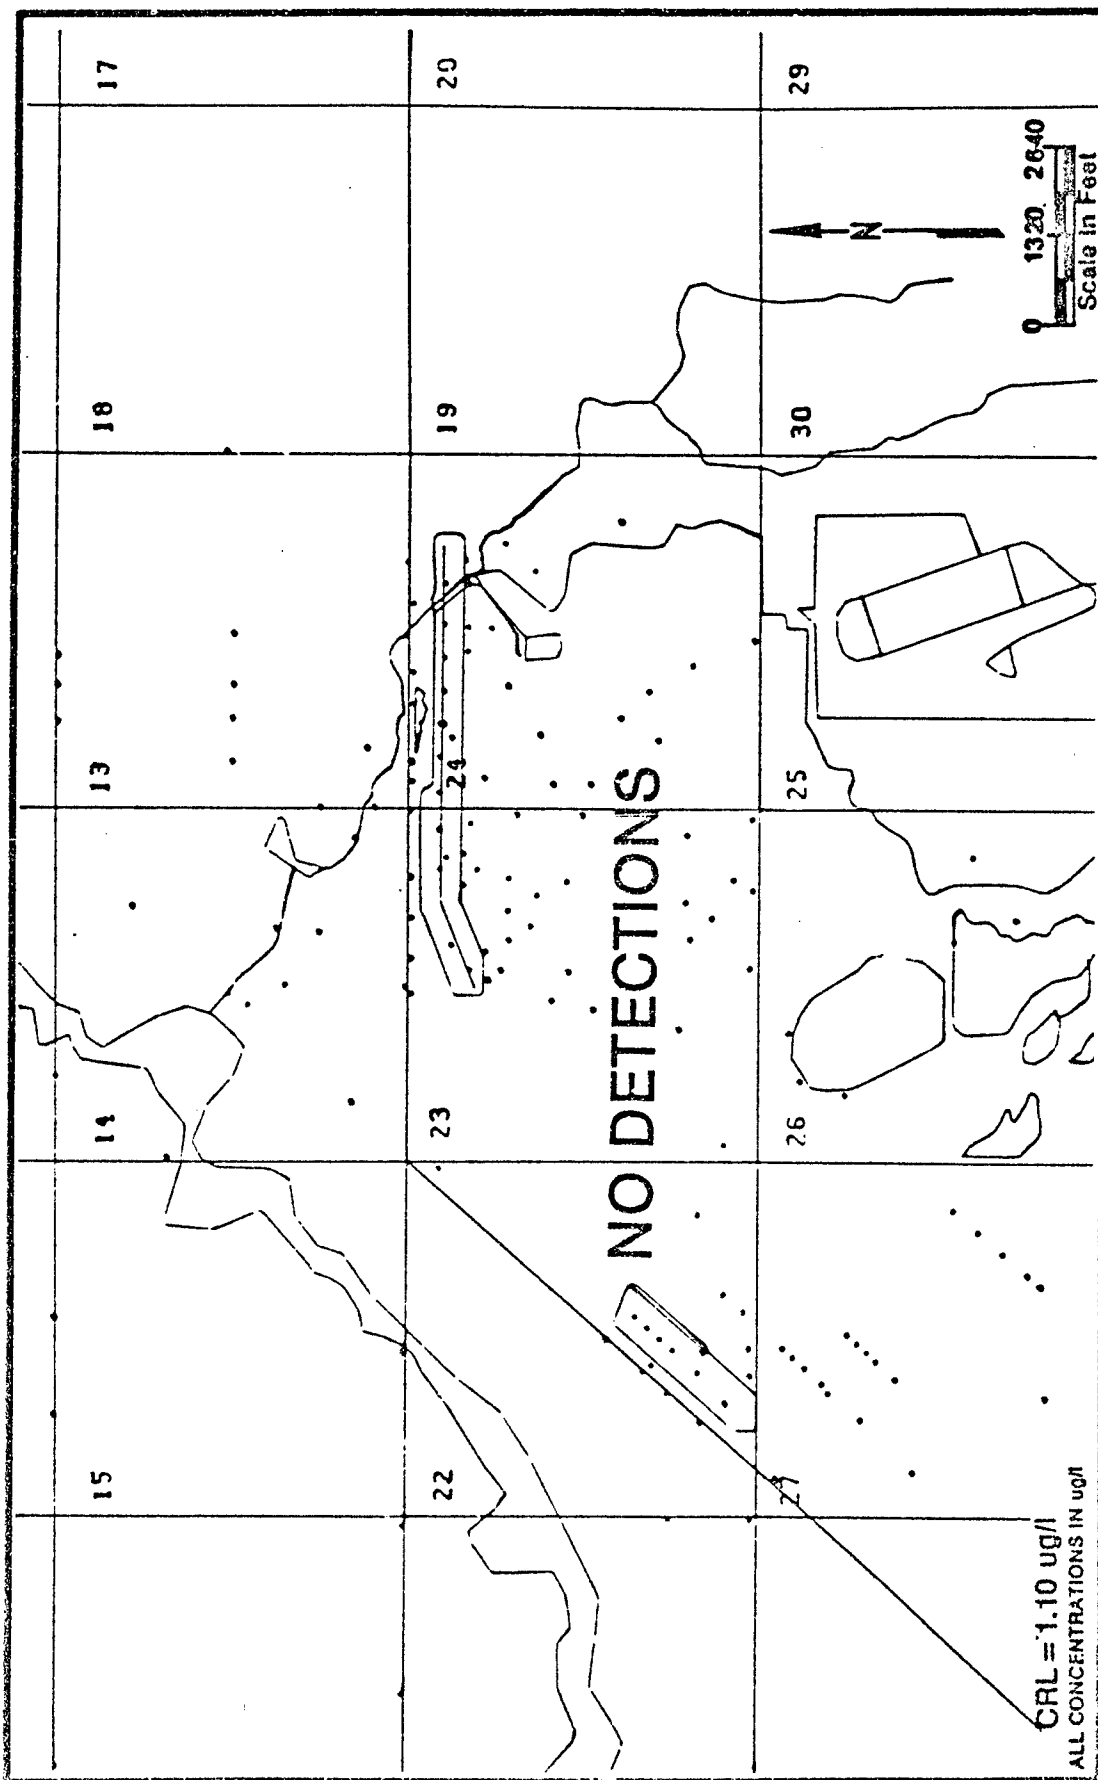 15
14
13
18
17
22
23
24
19
20
NO DETECTIONS
27
26
25
30
29
N
0 1320 2640
Scale in Feet
CRL = 1.10 ug/l
ALL CONCENTRATIONS IN ug/l